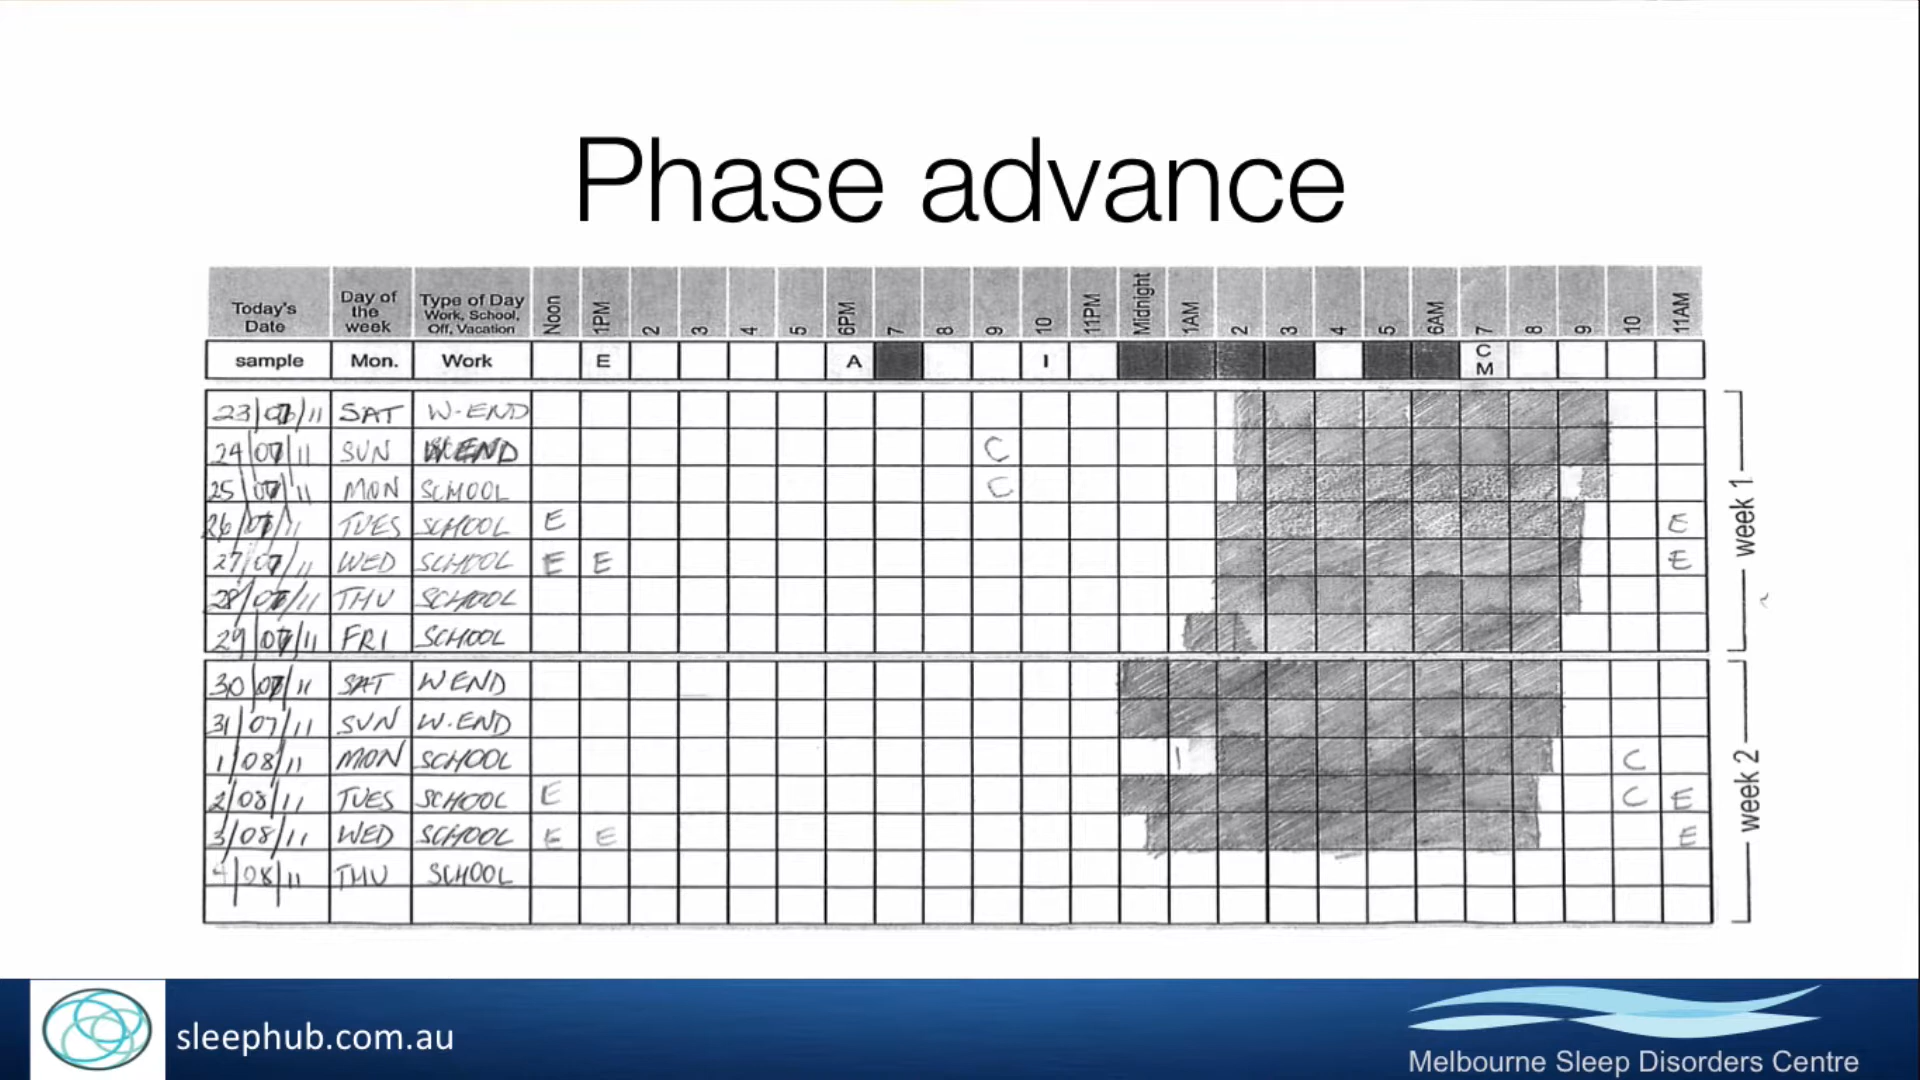 Phase advance
Today's Date Day of the week Type of Day Work, School, Off, Vacation Noon 1PM 2 3 4 5 6PM 7 8 9 10 11PM Midnight 1AM 2 3 4 5 6AM 7 8 9 10 11AM
sample Mon. Work E A I C M
23/07/11 SAT W-END
24/07/11 SUN W.END C
25/07/11 MON SCHOOL C
26/07/11 TUES SCHOOL E E
27/07/11 WED SCHOOL E E E
28/07/11 THU SCHOOL
29/07/11 FRI SCHOOL
week 1
30/07/11 SAT WEND
31/07/11 SUN W.END
1/08/11 MON SCHOOL I C
2/08/11 TUES SCHOOL E C E
3/08/11 WED SCHOOL E E E
4/08/11 THU SCHOOL
week 2
sleephub.com.au
Melbourne Sleep Disorders Centre